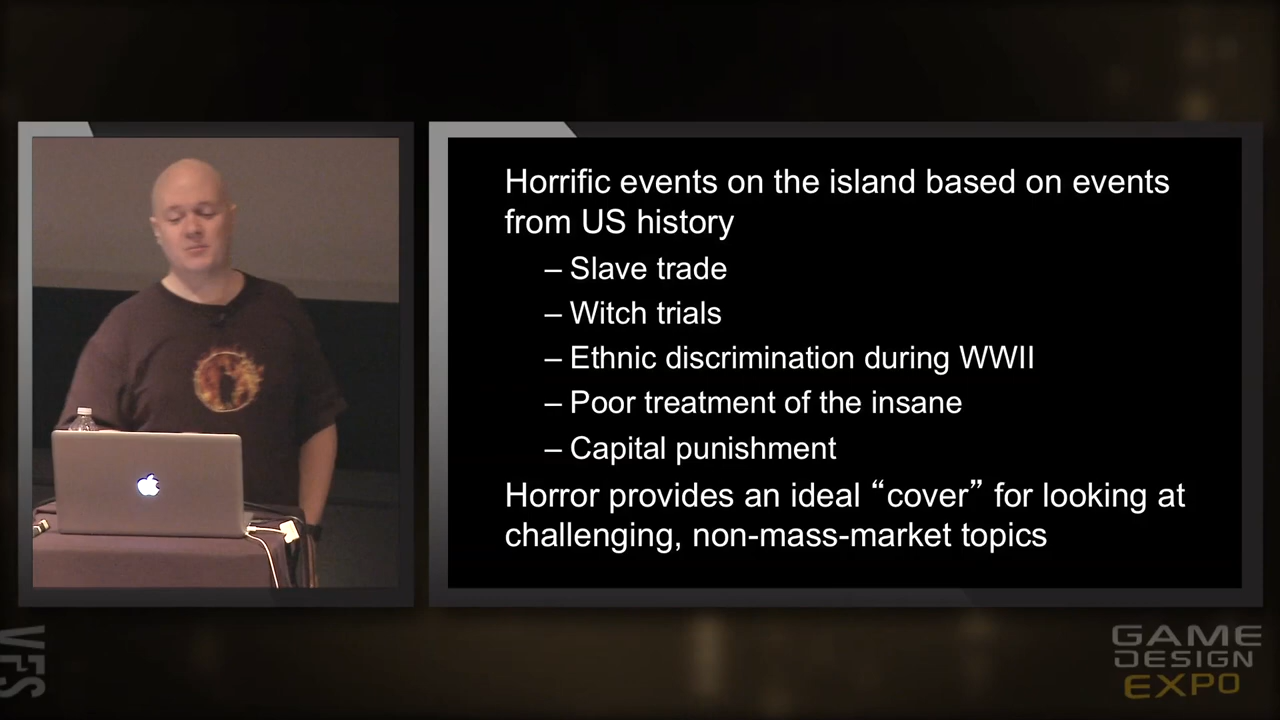 Horrific events on the island based on events
from US history
– Slave trade
– Witch trials
– Ethnic discrimination during WWII
– Poor treatment of the insane
– Capital punishment
Horror provides an ideal “cover” for looking at
challenging, non-mass-market topics
VFS
GAME
DESIGN
EXPO